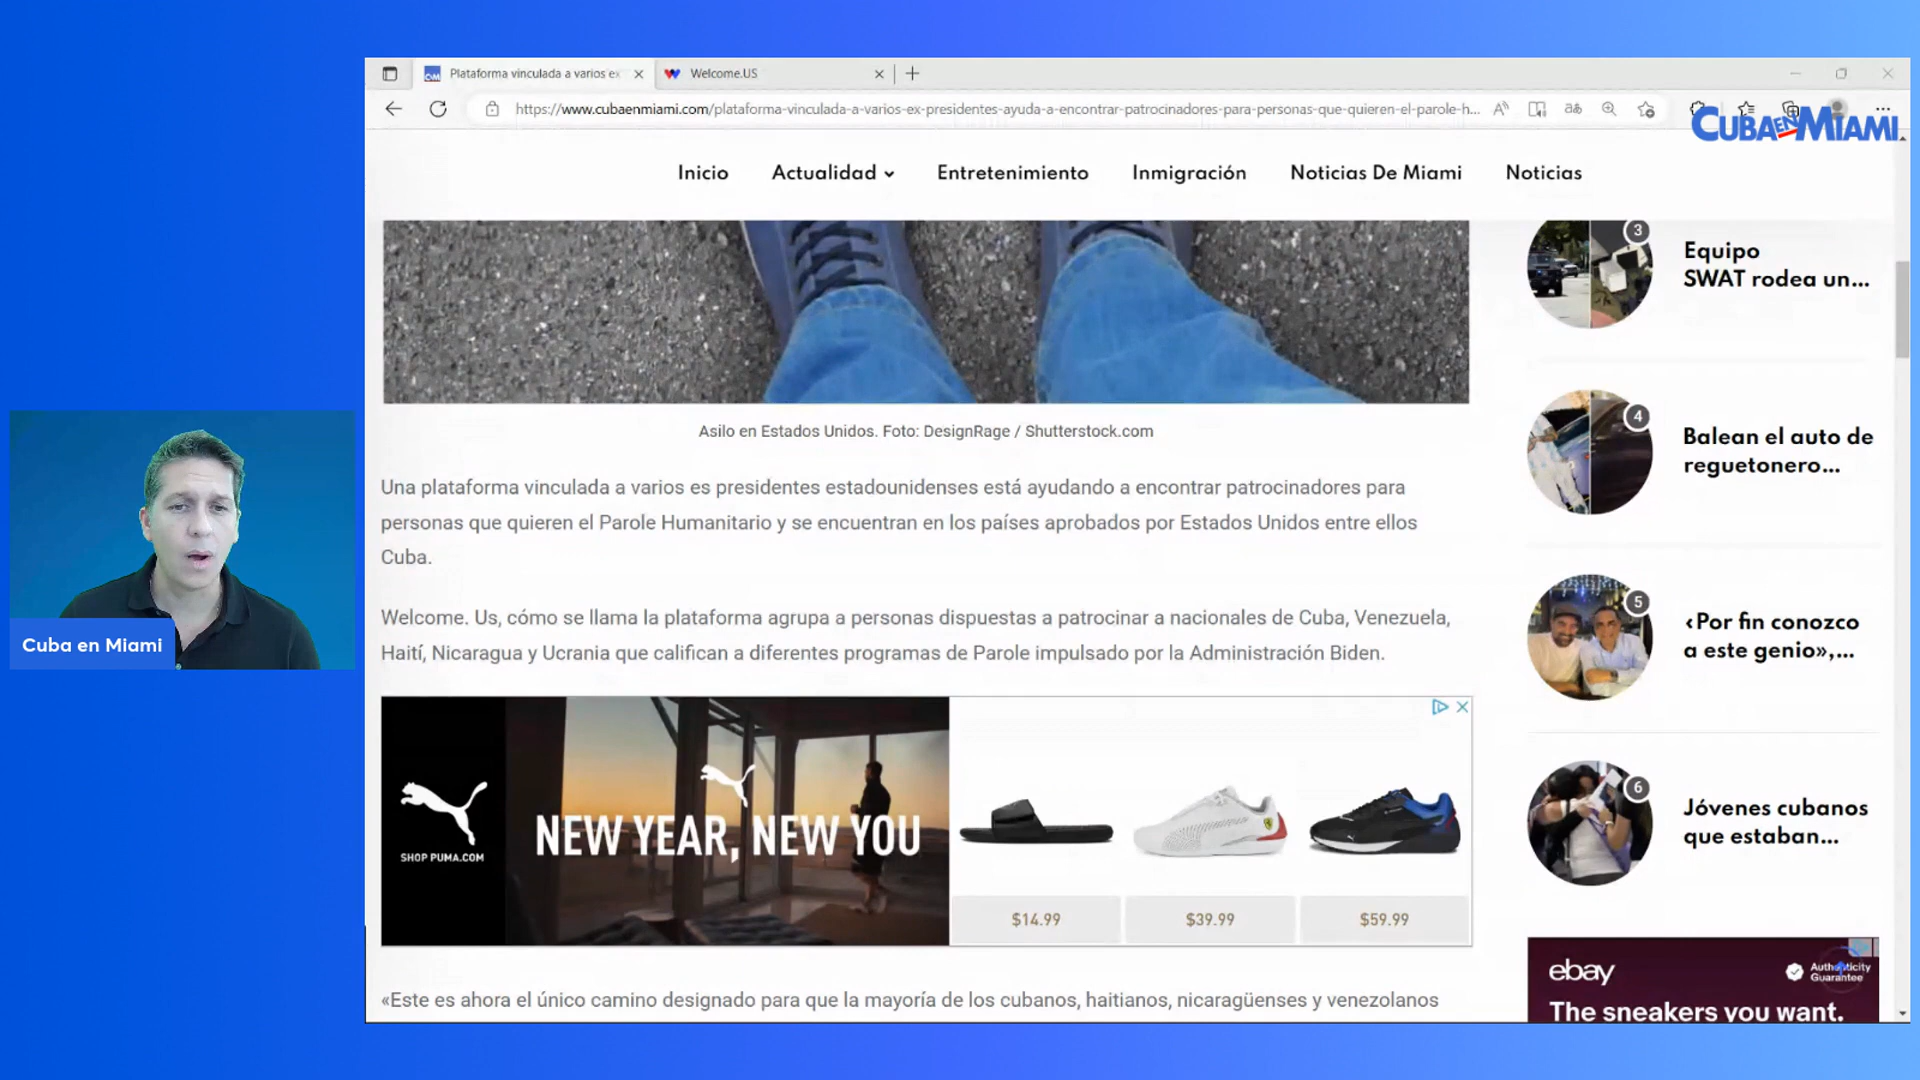 Plataforma vinculada a varios ex
Welcome.US
https://www.cubaenmiami.com/plataforma-vinculada-a-varios-ex-presidentes-ayuda-a-encontrar-patrocinadores-para-personas-que-quieren-el-parole-h...
CUBA EN MIAMI
Inicio
Actualidad
Entretenimiento
Inmigración
Noticias De Miami
Noticias
3
Equipo
SWAT rodea un...
4
Balean el auto de
reguetonero...
Asilo en Estados Unidos. Foto: DesignRage / Shutterstock.com
Una plataforma vinculada a varios es presidentes estadounidenses está ayudando a encontrar patrocinadores para
personas que quieren el Parole Humanitario y se encuentran en los países aprobados por Estados Unidos entre ellos
Cuba.
Welcome. Us, cómo se llama la plataforma agrupa a personas dispuestas a patrocinar a nacionales de Cuba, Venezuela,
Haití, Nicaragua y Ucrania que califican a diferentes programas de Parole impulsado por la Administración Biden.
5
‹Por fin conozco
a este genio»,...
Cuba en Miami
SHOP PUMA.COM
NEW YEAR, NEW YOU
$14.99
$39.99
$59.99
6
Jóvenes cubanos
que estaban...
ebay
Authenticity
Guarantee
The sneakers you want.
«Este es ahora el único camino designado para que la mayoría de los cubanos, haitianos, nicaragüenses y venezolanos